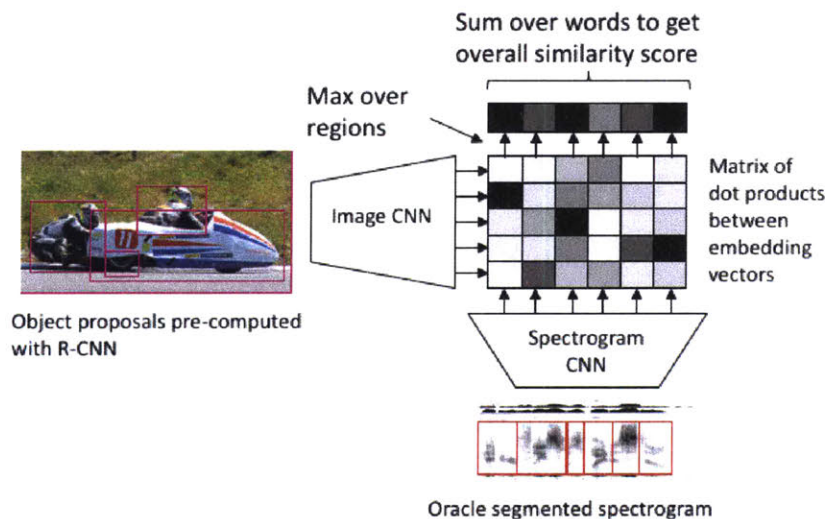 Sum over words to get
overall similarity score
Max over
regions
Image CNN
Matrix of
dot products
between
embedding
vectors
Object proposals pre-computed
with R-CNN
Spectrogram
CNN
Oracle segmented spectrogram